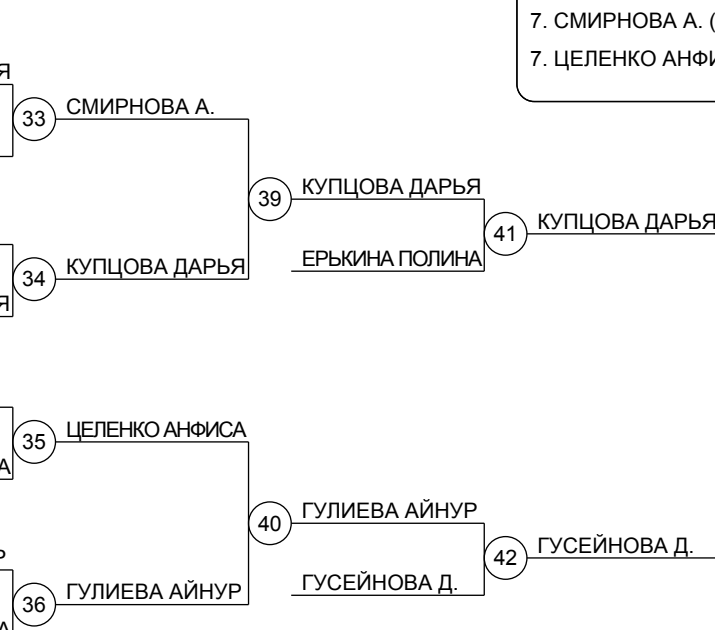 7. СМИРНОВА А. (
7. ЦЕЛЕНКО
Я
33 СМИРНОВА А.
39 КУПЦОВА ДАРЬЯ
41 КУПЦОВА ДАРЬЯ
ЕРЬКИНА ПОЛИНА
34 КУПЦОВА ДАРЬЯ
Я
35 ЦЕЛЕНКО АНФИСА
А
40 ГУЛИЕВА АЙНУР
42 ГУСЕЙНОВА Д.
Р
ГУСЕЙНОВА Д.
36 ГУЛИЕВА АЙНУР
А